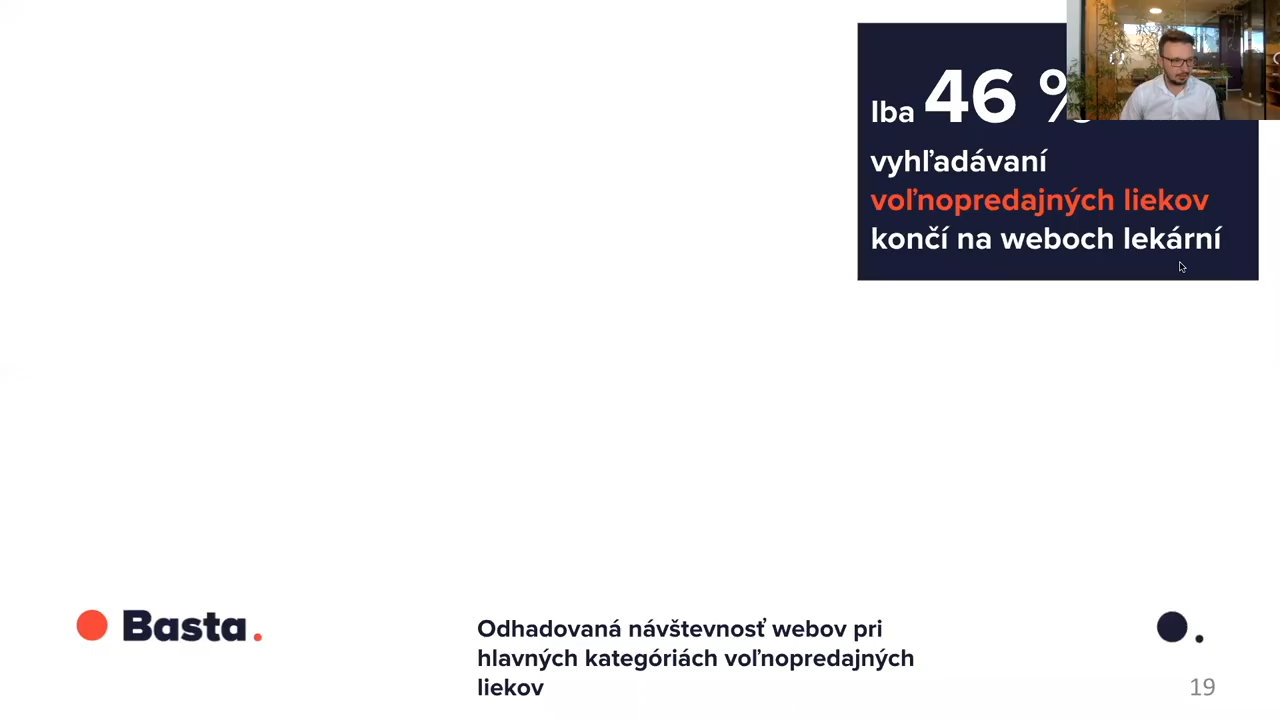 Iba 46 %
vyhľadávaní
voľnopredajných liekov
končí na weboch lekární
Basta.
Odhadovaná návštevnosť webov pri
hlavných kategóriách voľnopredajných
liekov
19